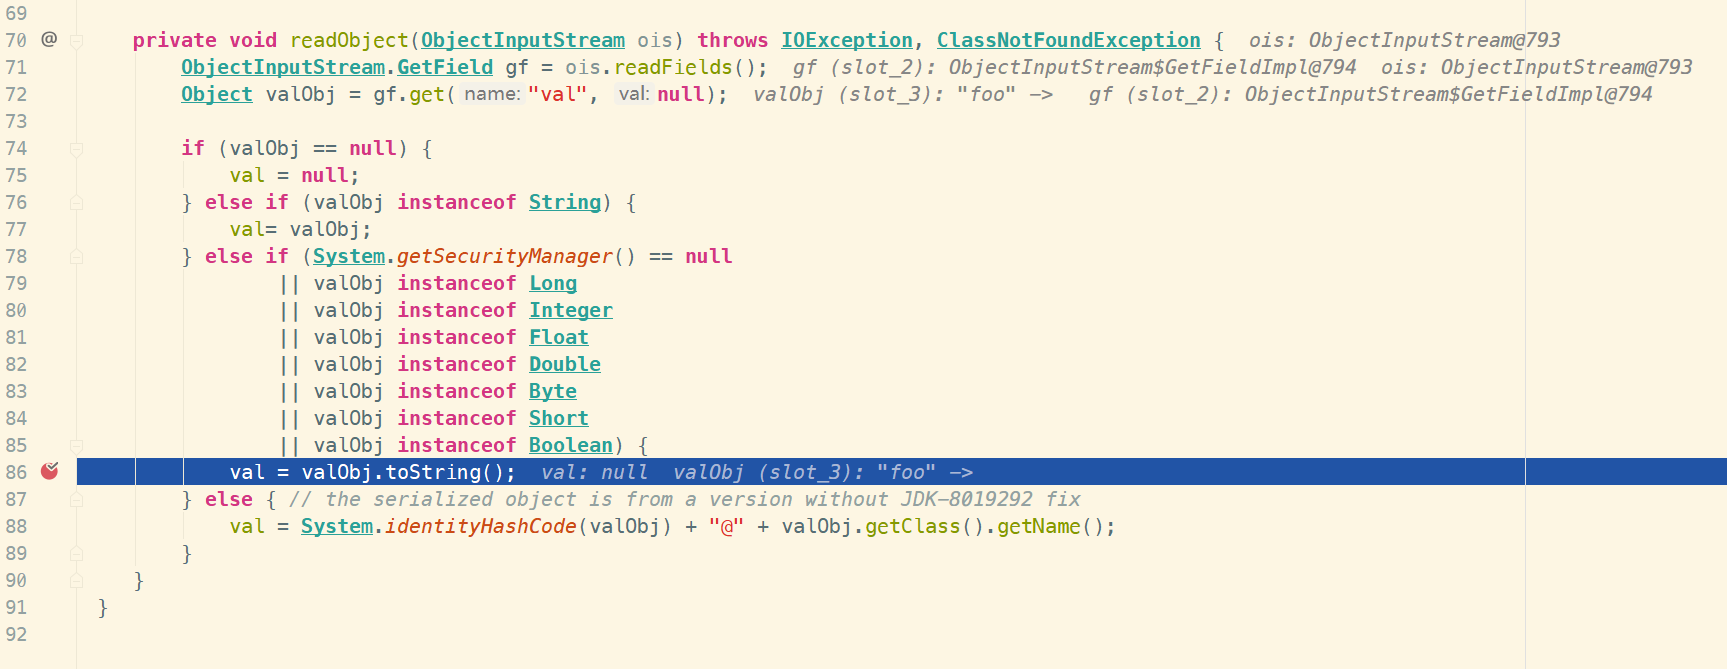 69
70 @ private void readObject(ObjectInputStream ois) throws IOException, ClassNotFoundException { ois: ObjectInputStream@793
71 ObjectInputStream.GetField gf = ois.readFields(); gf (slot_2): ObjectInputStream$GetFieldImpl@794 ois: ObjectInputStream@793
72 Object valObj = gf.get( name: "val", val: null); valObj (slot_3): "foo" -> gf (slot_2): ObjectInputStream$GetFieldImpl@794
73
74 if (valObj == null) {
75 val = null;
76 } else if (valObj instanceof String) {
77 val= valObj;
78 } else if (System.getSecurityManager() == null
79 || valObj instanceof Long
80 || valObj instanceof Integer
81 || valObj instanceof Float
82 || valObj instanceof Double
83 || valObj instanceof Byte
84 || valObj instanceof Short
85 || valObj instanceof Boolean) {
86 val = valObj.toString(); val: null valObj (slot_3): "foo" ->
87 } else { // the serialized object is from a version without JDK-8019292 fix
88 val = System.identityHashCode(valObj) + "@" + valObj.getClass().getName();
89 }
90 }
91 }
92